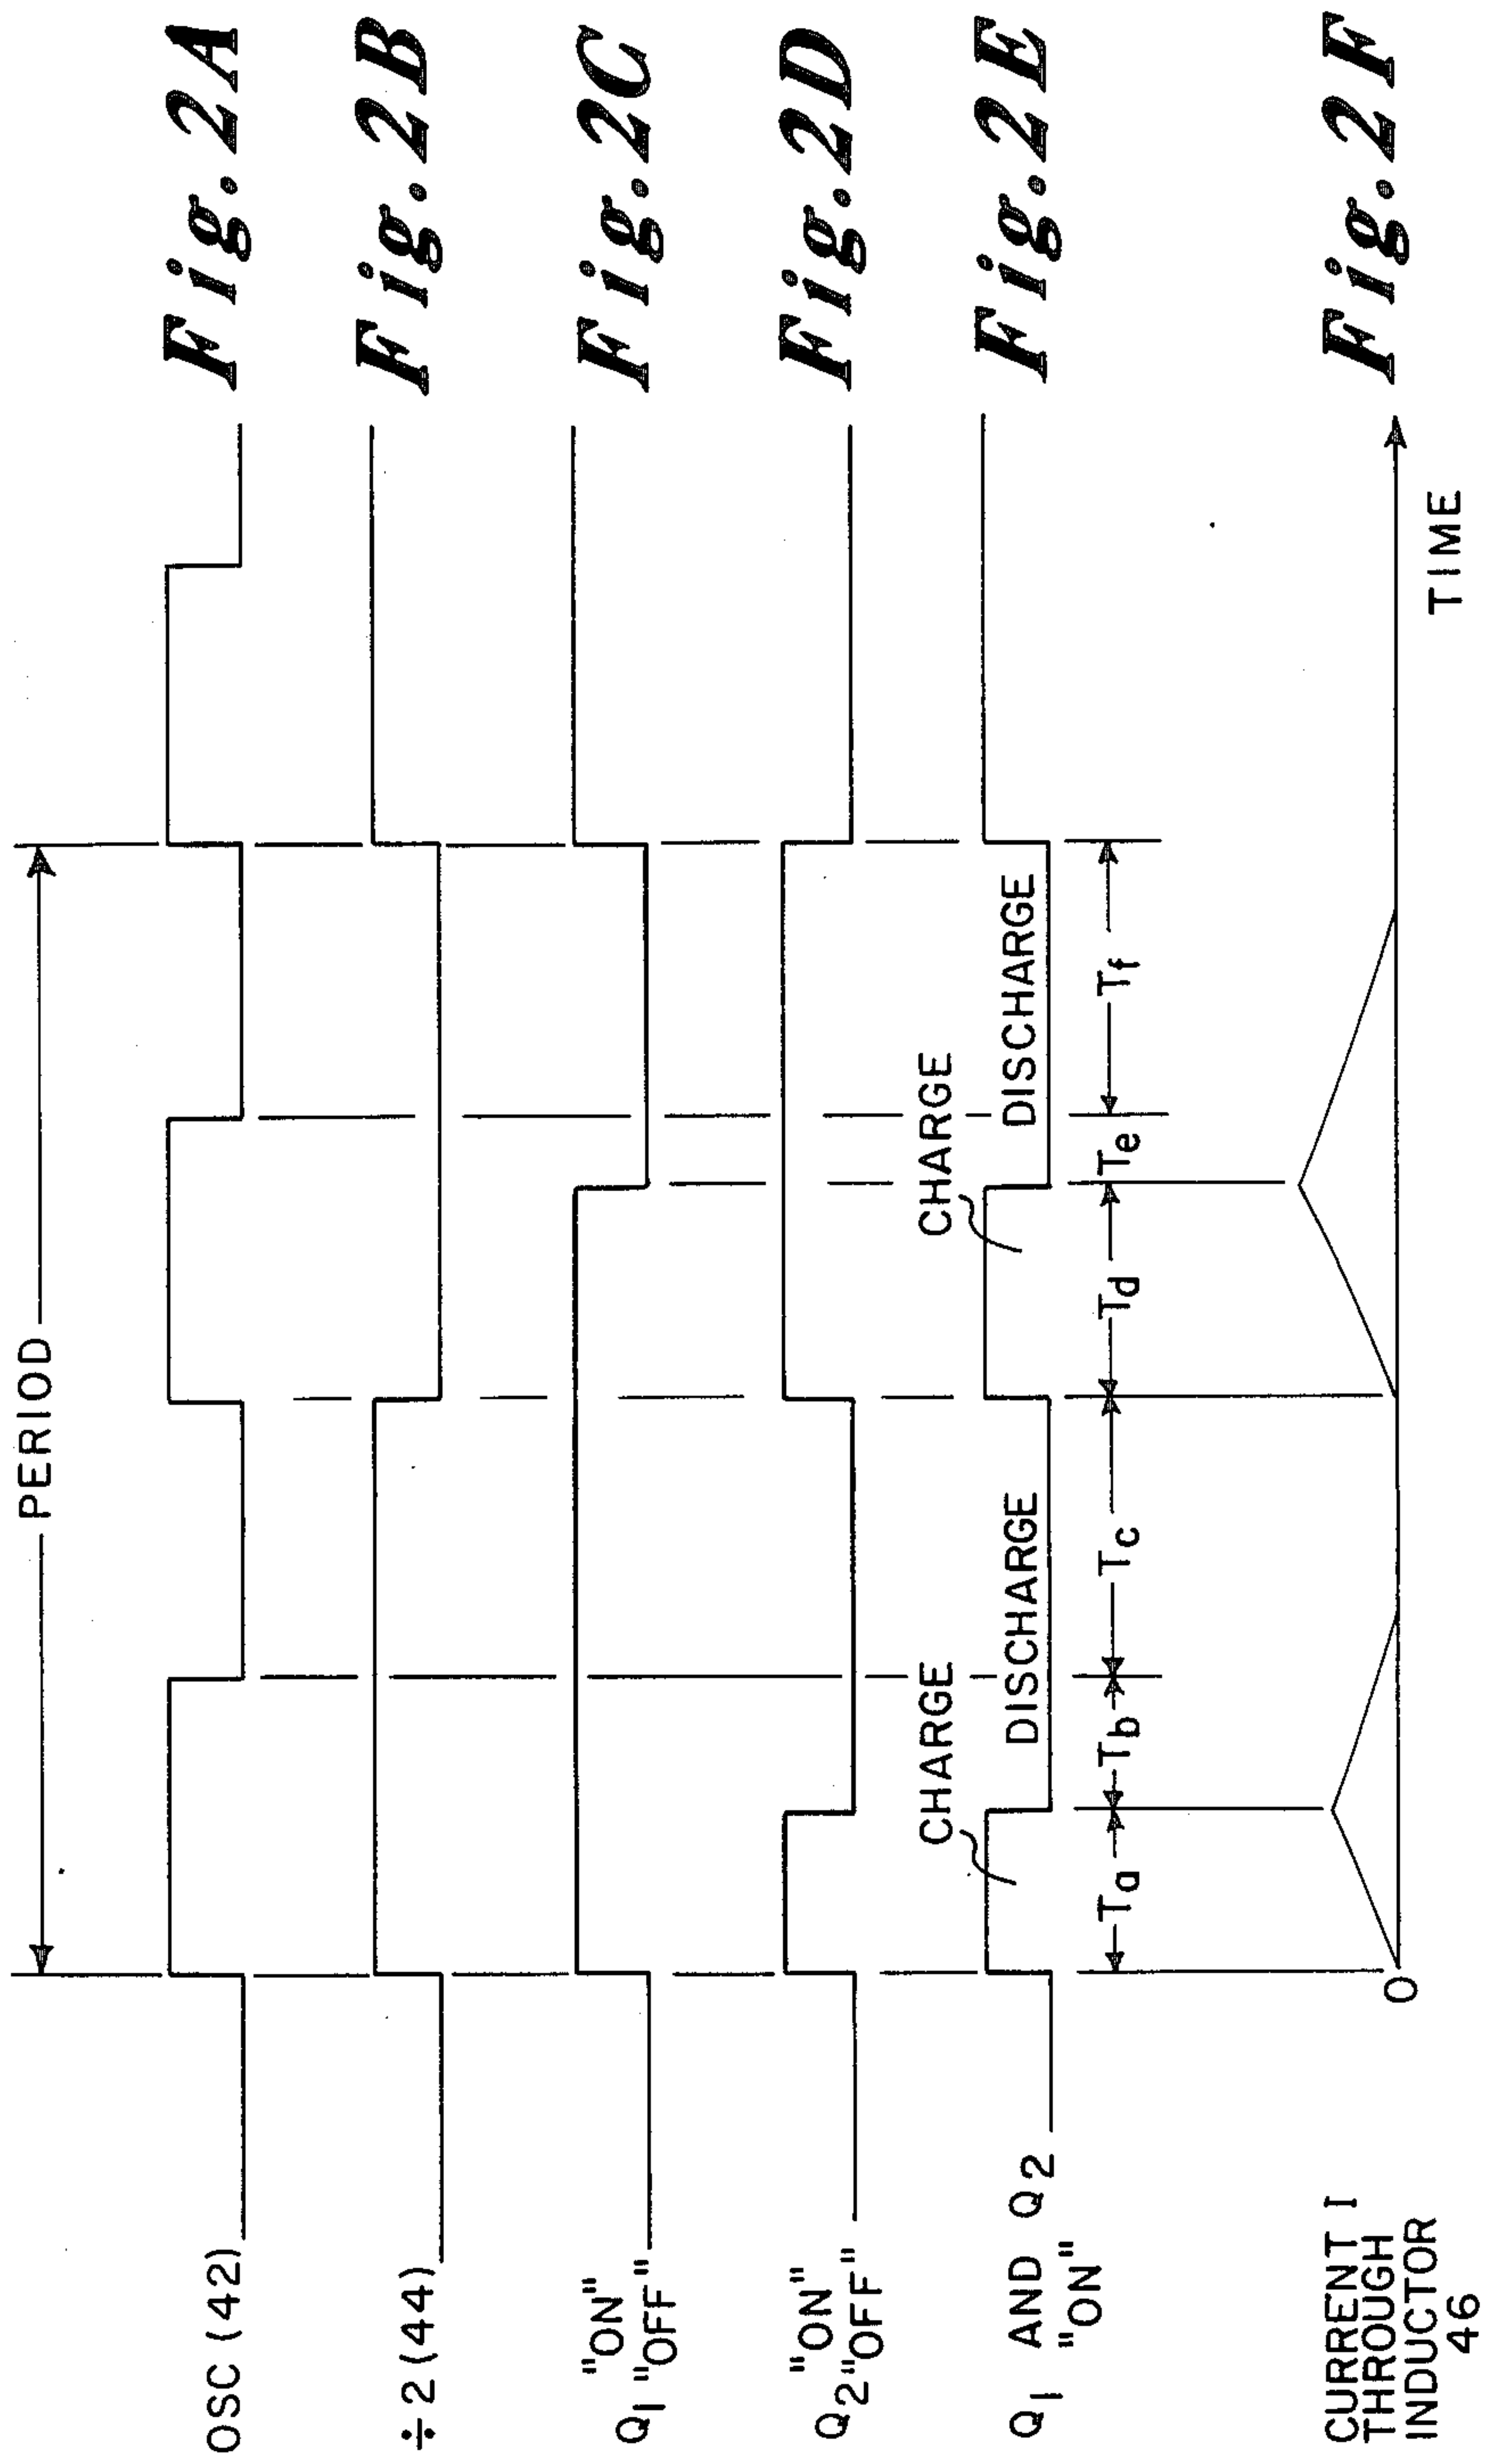 PERIOD
OSC (42)
Fig. 2A
÷2 (44)
Fig. 2B
"ON"
Q1 "OFF"
Fig. 2C
"ON"
Q2 "OFF"
Fig. 2D
CHARGE
CHARGE
Q1 AND Q2
"ON"
DISCHARGE
DISCHARGE
Fig. 2E
Ta Tb Tc Td Te Tf
CURRENT I
THROUGH
INDUCTOR
46
O
TIME
Fig. 2F